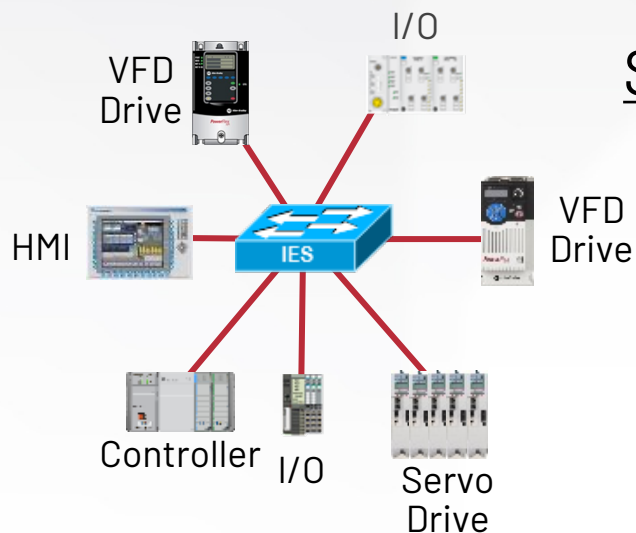 I/O
VFD
Drive
S
HMI
IES
VFD
Drive
Controller
I/O
Servo
Drive